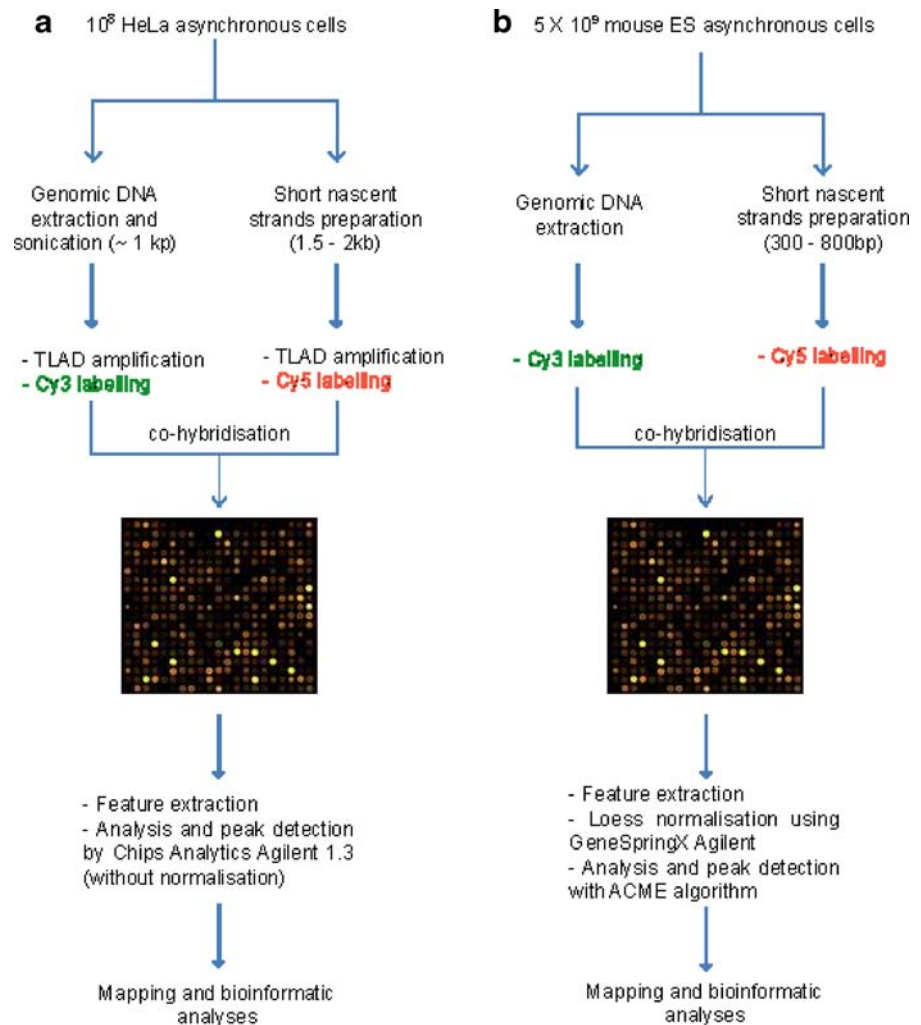 a
10⁸ HeLa asynchronous cells
Genomic DNA
extraction and
sonication (~ 1 kp)
Short nascent
strands preparation
(1.5 - 2kb)
- TLAD amplification
- Cy3 labelling
- TLAD amplification
- Cy5 labelling
co-hybridisation
- Feature extraction
- Analysis and peak detection
by Chips Analytics Agilent 1.3
(without normalisation)
Mapping and bioinformatic
analyses
b
5 X 10⁹ mouse ES asynchronous cells
Genomic DNA
extraction
Short nascent
strands preparation
(300 - 800bp)
- Cy3 labelling
- Cy5 labelling
co-hybridisation
- Feature extraction
- Loess normalisation using
GeneSpringX Agilent
- Analysis and peak detection
with ACME algorithm
Mapping and bioinformatic
analyses